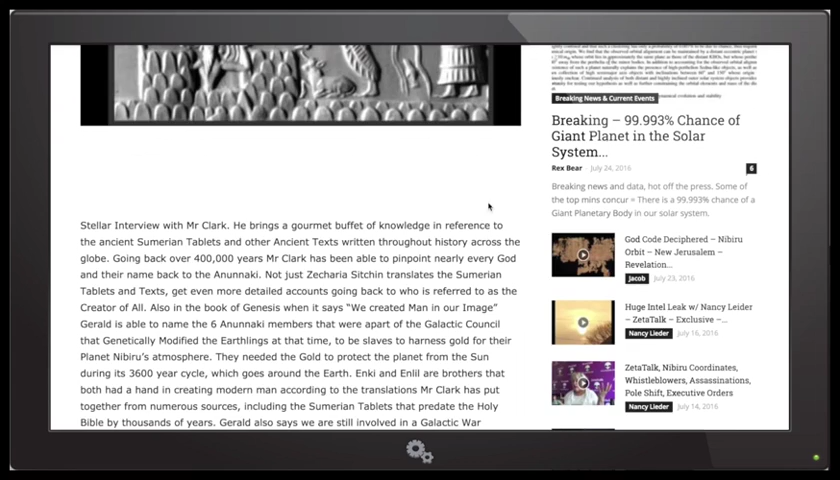 Stellar Interview with Mr Clark. He brings a gourmet buffet of knowledge in reference to
the ancient Sumerian Tablets and other Ancient Texts written throughout history across the
globe. Going back over 400,000 years Mr Clark has been able to pinpoint nearly every God
and their name back to the Anunnaki. Not just Zecharia Sitchin translates the Sumerian
Tablets and Texts, get even more detailed accounts going back to who is referred to as the
Creator of All. Also in the book of Genesis when it says “We created Man in our Image”
Gerald is able to name the 6 Anunnaki members that were apart of the Galactic Council
that Genetically Modified the Earthlings at that time, to be slaves to harness gold for their
Planet Nibiru’s atmosphere. They needed the Gold to protect the planet from the Sun
during its 3600 year cycle, which goes around the Earth. Enki and Enlil are brothers that
both had a hand in creating modern man according to the translations Mr Clark has put
together from numerous sources, including the Sumerian Tablets that predate the Holy
Bible by thousands of years. Gerald also says we are still involved in a Galactic War
Breaking News & Current Events
Breaking – 99.993% Chance of
Giant Planet in the Solar
System...
Rex Bear - July 24, 2016
6
Breaking news and data, hot off the press. Some of
the top mins concur = There is a 99.993% chance of a
Giant Planetary Body in our solar system.
God Code Deciphered – Nibiru
Orbit – New Jerusalem –
Revelation...
Jacob July 23, 2016
Huge Intel Leak w/ Nancy Leider
– ZetaTalk – Exclusive –...
Nancy Lieder July 16, 2016
ZetaTalk, Nibiru Coordinates,
Whistleblowers, Assassinations,
Pole Shift, Executive Orders
Nancy Lieder July 14, 2016